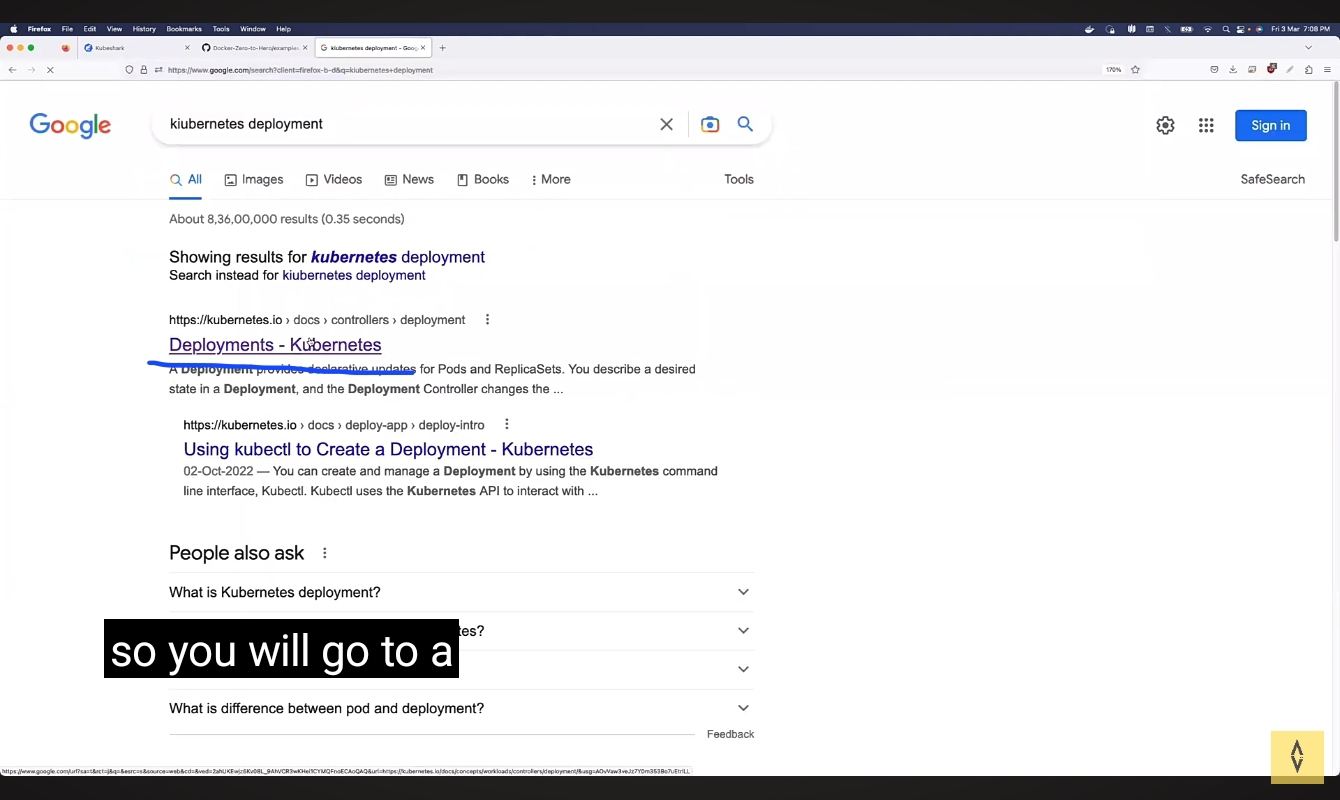 Firefox File Edit View History Bookmarks Tools Window Help Fri 3 Mar 7:08 PM
Kubeshark Docker-Zero-to-Hero/examples kiubernetes deployment - Goog
https://www.google.com/search?client=firefox-b-d&q=kiubernetes+deployment 170%
Google kiubernetes deployment Sign in
All Images Videos News Books More Tools SafeSearch
About 8,36,00,000 results (0.35 seconds)
Showing results for kubernetes deployment
Search instead for kiubernetes deployment
https://kubernetes.io › docs › controllers › deployment
Deployments - Kubernetes
A Deployment provides declarative updates for Pods and ReplicaSets. You describe a desired
state in a Deployment, and the Deployment Controller changes the ...
https://kubernetes.io › docs › deploy-app › deploy-intro
Using kubectl to Create a Deployment - Kubernetes
02-Oct-2022 — You can create and manage a Deployment by using the Kubernetes command
line interface, Kubectl. Kubectl uses the Kubernetes API to interact with ...
People also ask
What is Kubernetes deployment?
tes?
so you will go to a
What is difference between pod and deployment?
Feedback